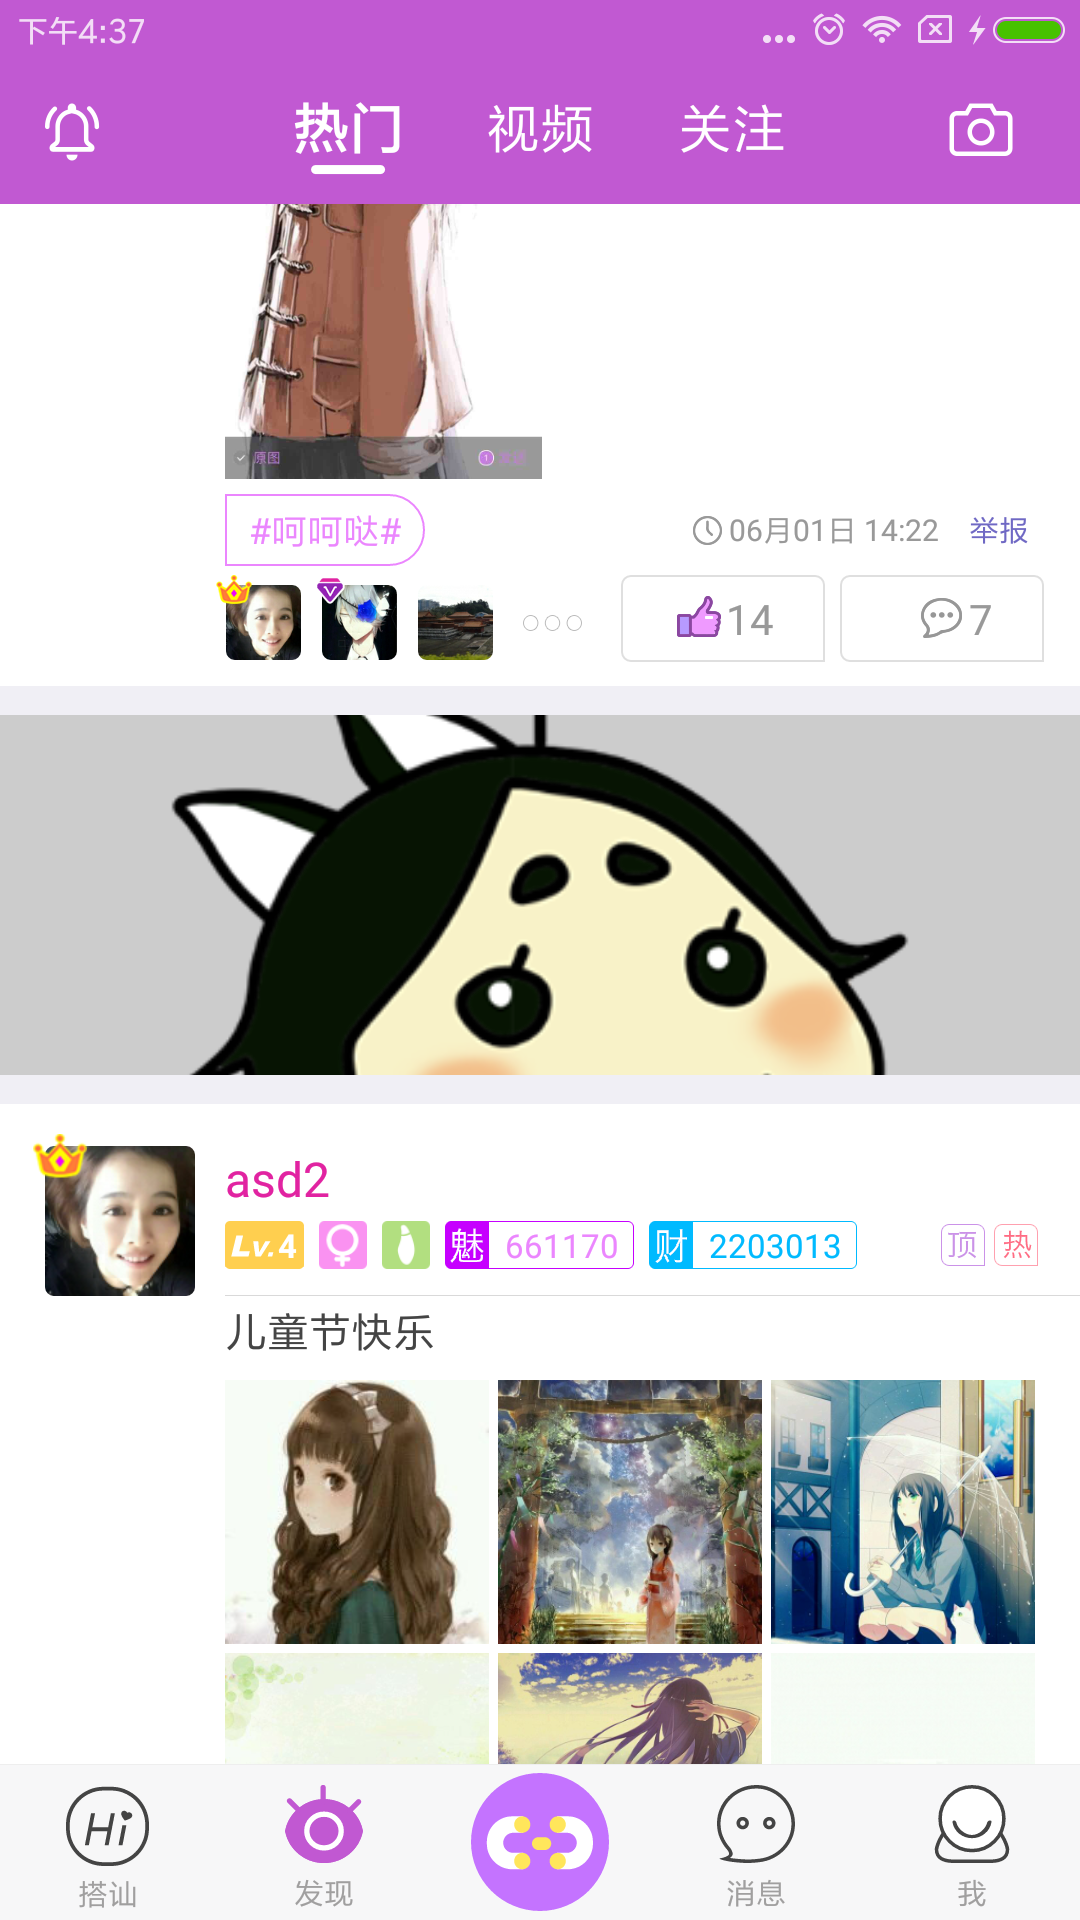 下午4:37
热门 视频 关注
原图
#呵呵哒#
06月01日 14:22 举报
14
7
asd2
Lv.4 魅 661170 财 2203013 顶 热
儿童节快乐
Hi
搭讪 发现 消息 我